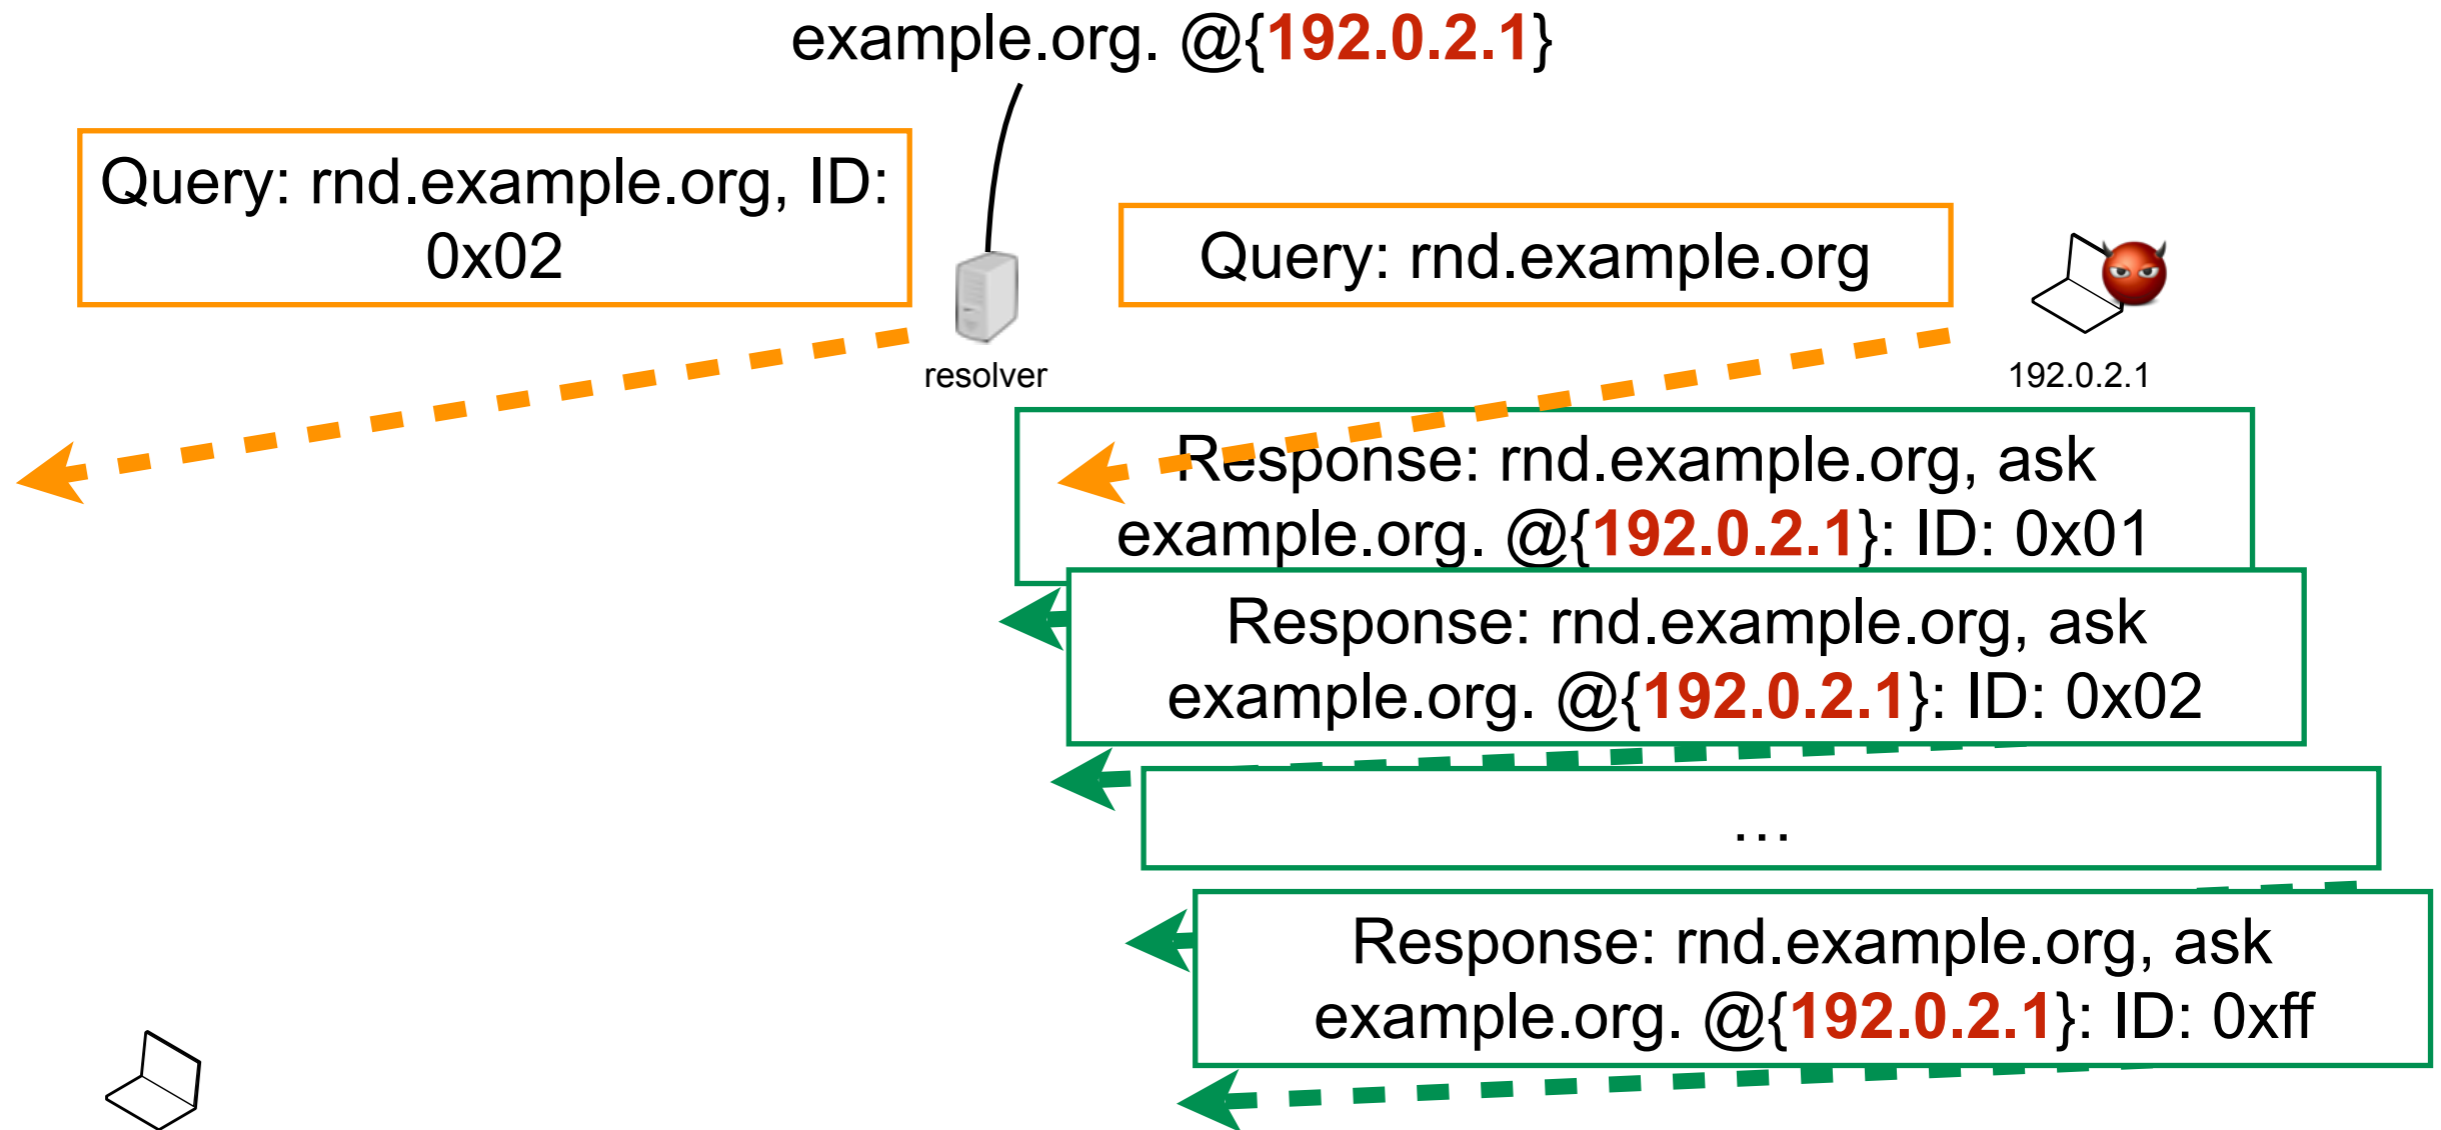 example.org. @{192.0.2.1}
Query: rnd.example.org, ID:
0x02
Query: rnd.example.org
resolver
192.0.2.1
Response: rnd.example.org, ask
example.org. @{192.0.2.1}: ID: 0x01
Response: rnd.example.org, ask
example.org. @{192.0.2.1}: ID: 0x02
…
Response: rnd.example.org, ask
example.org. @{192.0.2.1}: ID: 0xff